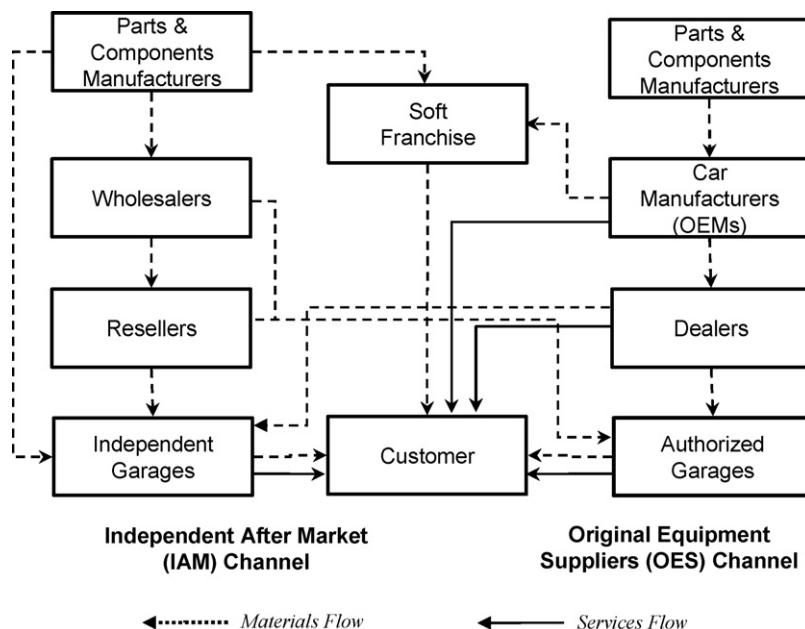 Parts &
Components
Manufacturers
Parts &
Components
Manufacturers
Soft
Franchise
Wholesalers
Car
Manufacturers
(OEMs)
Resellers
Dealers
Independent
Garages
Customer
Authorized
Garages
Independent After Market
(IAM) Channel
Original Equipment
Suppliers (OES) Channel
Materials Flow
Services Flow